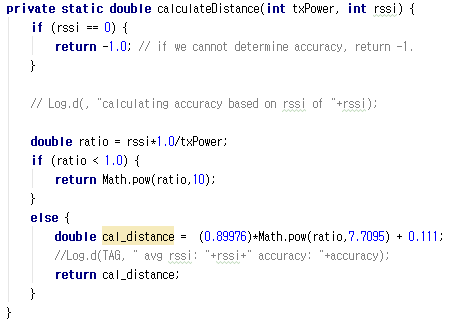 private static double calculateDistance(int txPower, int rssi) {
    if (rssi == 0) {
        return -1.0; // if we cannot determine accuracy, return -1.
    }

    // Log.d(, "calculating accuracy based on rssi of "+rssi);

    double ratio = rssi*1.0/txPower;
    if (ratio < 1.0) {
        return Math.pow(ratio,10);
    }
    else {
        double cal_distance =  (0.89976)*Math.pow(ratio,7.7095) + 0.111;
        //Log.d(TAG, " avg rssi: "+rssi+" accuracy: "+accuracy);
        return cal_distance;
    }
}